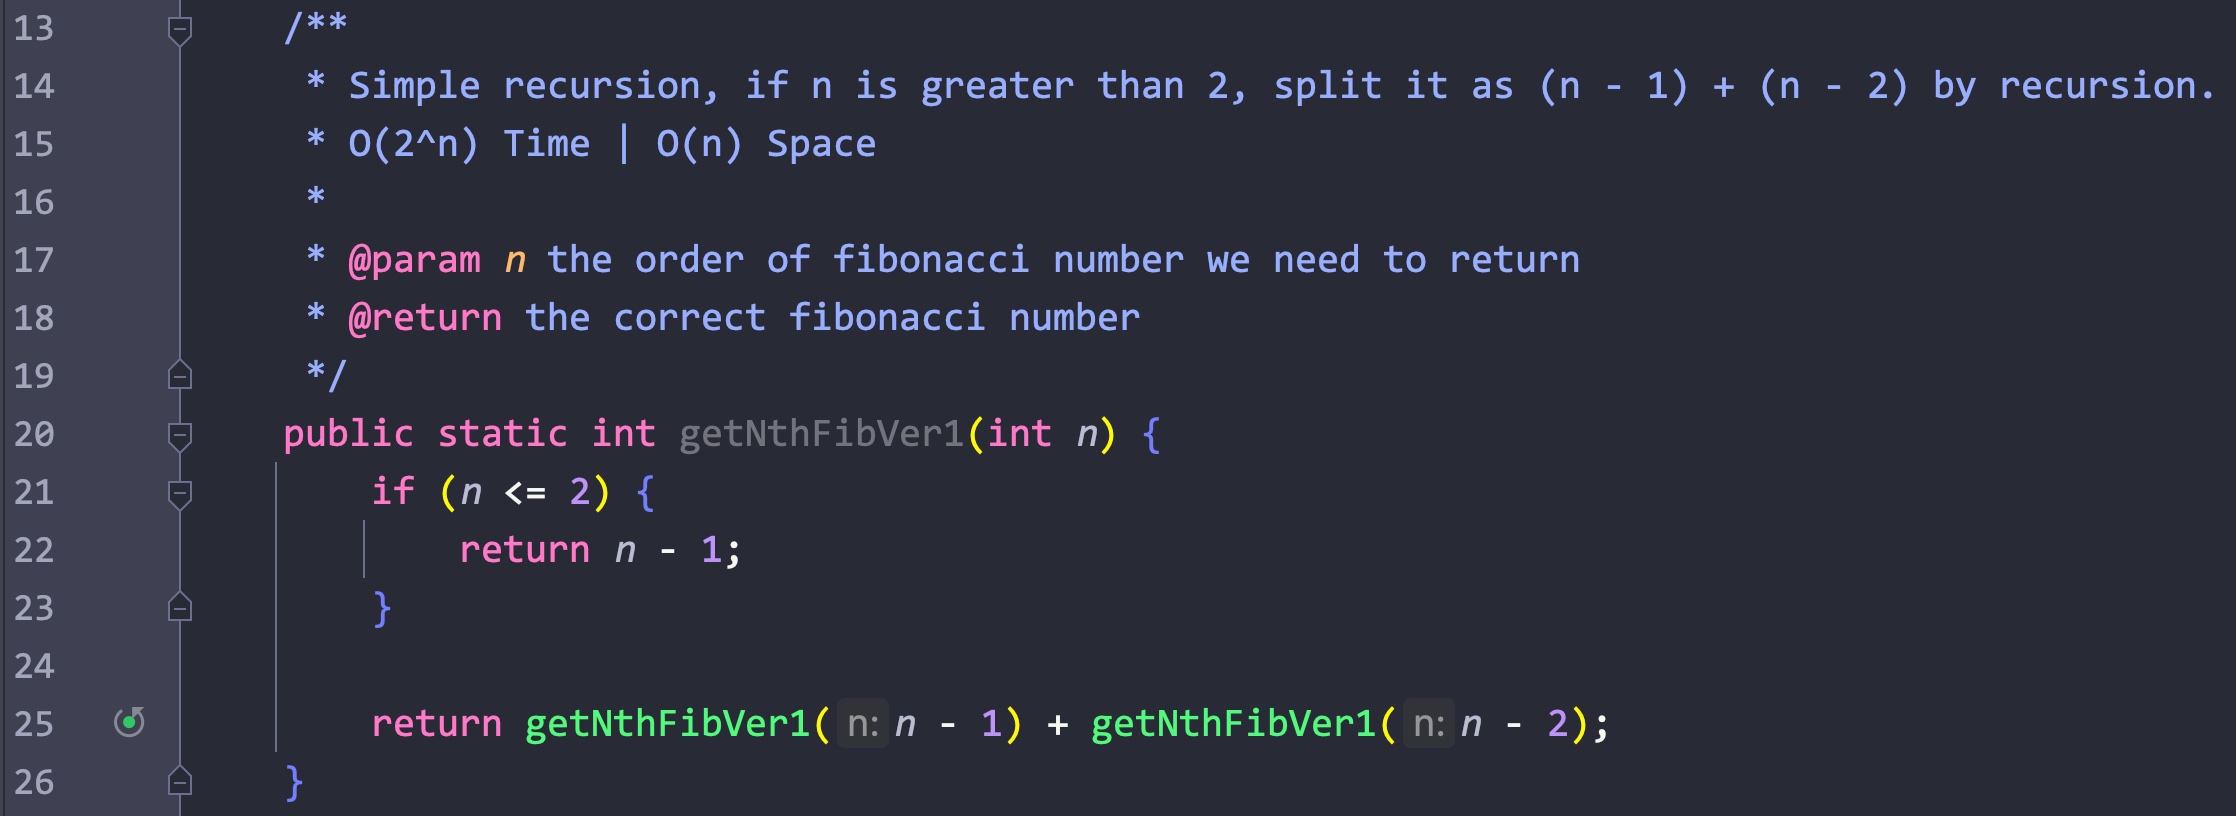 13 /**
14 * Simple recursion, if n is greater than 2, split it as (n - 1) + (n - 2) by recursion.
15 * O(2^n) Time | O(n) Space
16 *
17 * @param n the order of fibonacci number we need to return
18 * @return the correct fibonacci number
19 */
20 public static int getNthFibVer1(int n) {
21 if (n <= 2) {
22 return n - 1;
23 }
24
25 return getNthFibVer1( n: n - 1) + getNthFibVer1( n: n - 2);
26 }